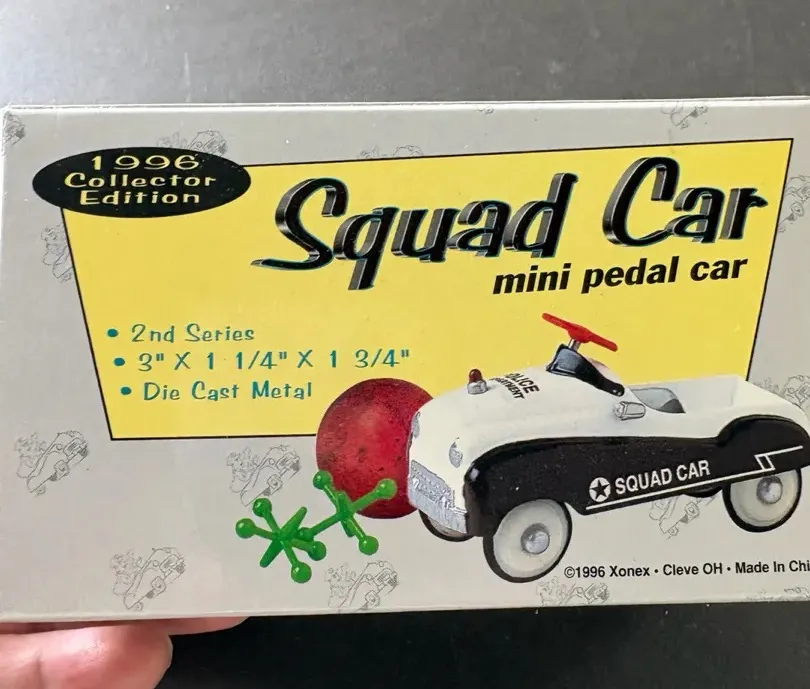 1996
Collector
Edition
Squad Car
mini pedal car
• 2nd Series
• 3" X 1 1/4" X 1 3/4"
• Die Cast Metal
SQUAD CAR
©1996 Xonex • Cleve OH • Made In